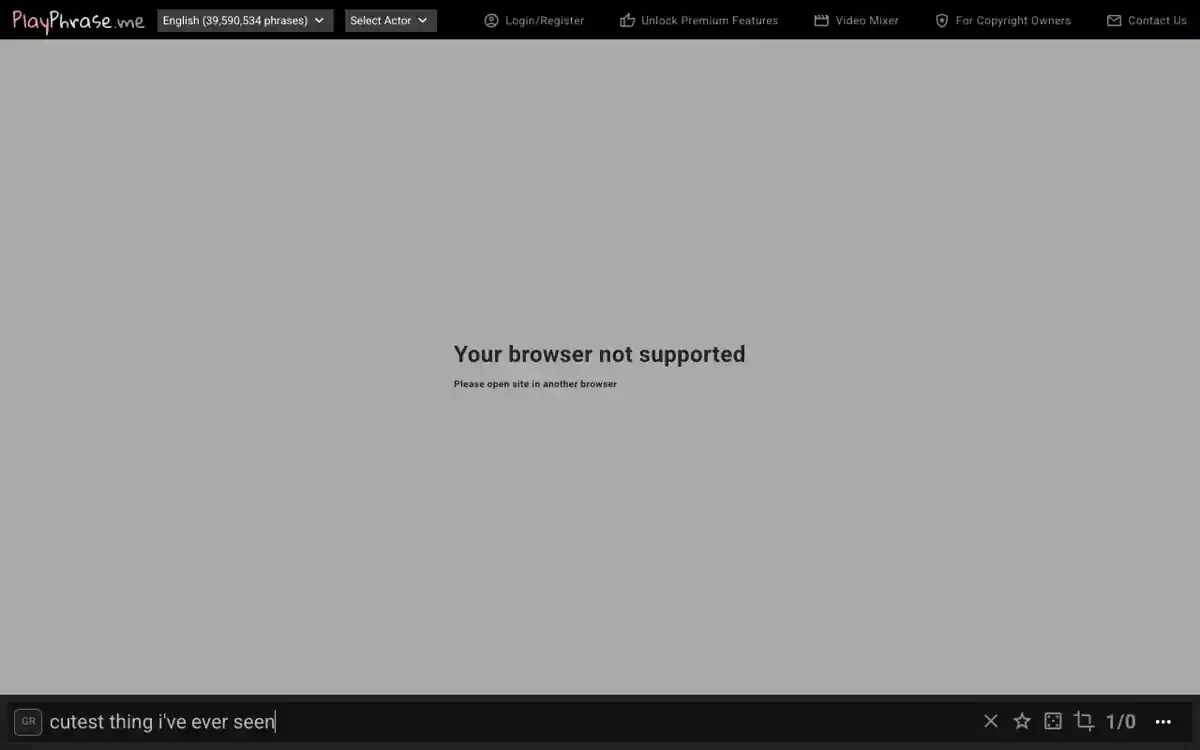 PlayPhrase.me English (39,590,534 phrases) Select Actor Login/Register Unlock Premium Features Video Mixer For Copyright Owners Contact Us
Your browser not supported
Please open site in another browser
GR cutest thing i've ever seen 1/0